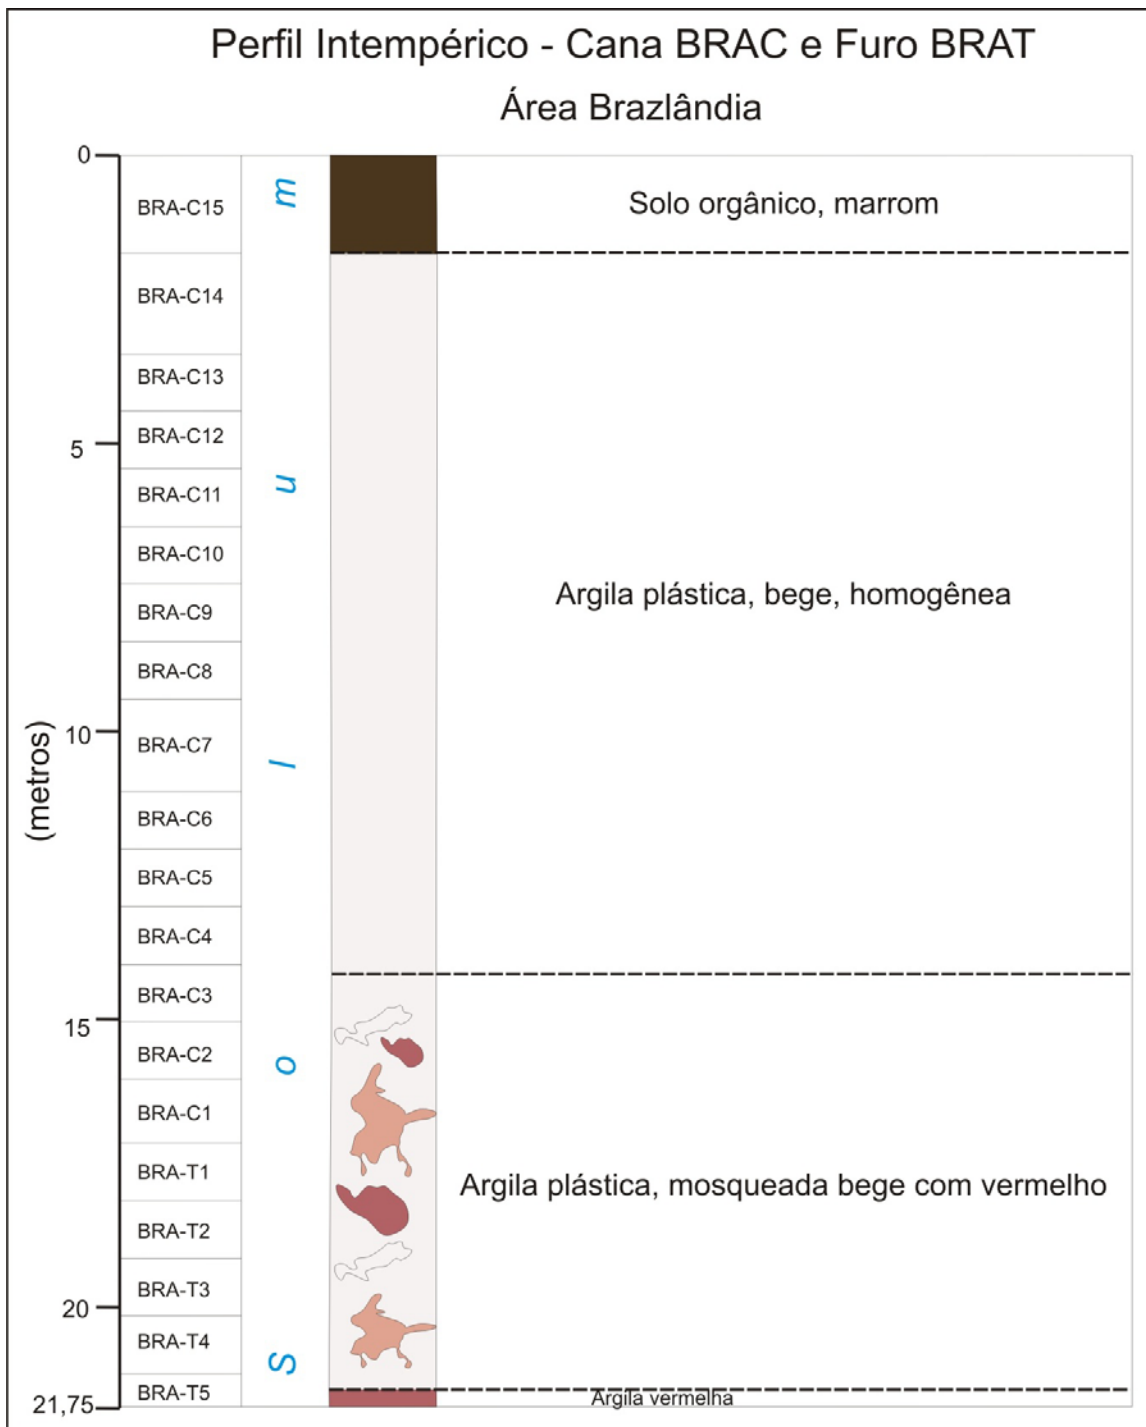 Perfil Intempérico - Cana BRAC e Furo BRAT
Área Brazlândia
0
BRA-C15
m
Solo orgânico, marrom
BRA-C14
BRA-C13
5
BRA-C12
u
BRA-C11
BRA-C10
Argila plástica, bege, homogênea
BRA-C9
BRA-C8
(metros)
10
BRA-C7
l
BRA-C6
BRA-C5
BRA-C4
BRA-C3
15
BRA-C2
o
BRA-C1
BRA-T1
Argila plástica, mosqueada bege com vermelho
BRA-T2
BRA-T3
20
BRA-T4
S
BRA-T5
Argila vermelha
21,75